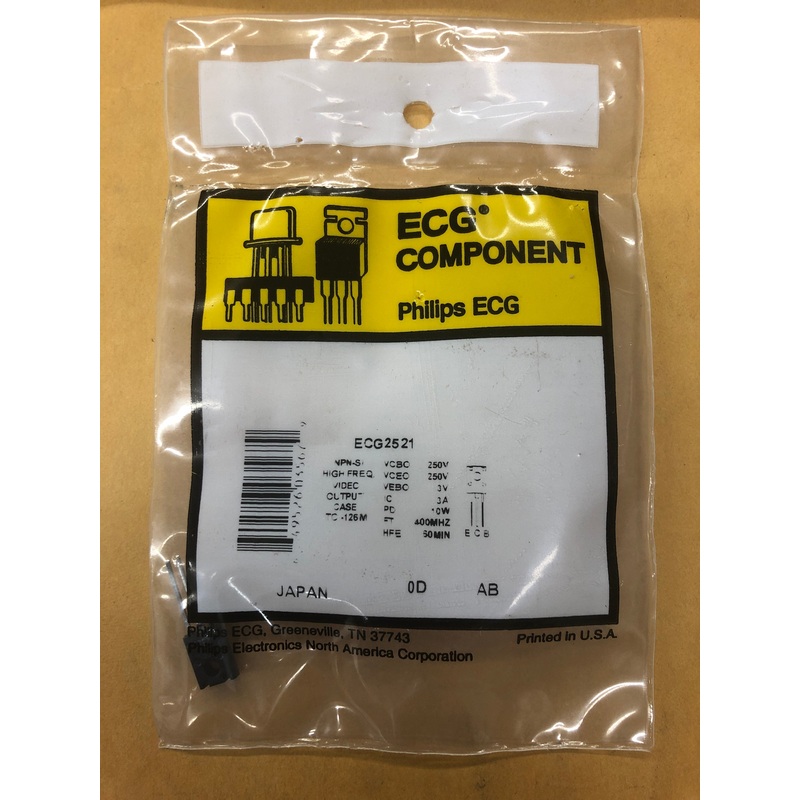 ECG®
COMPONENT
Philips ECG
ECG2521
NPN-SI VCBO 250V
HIGH FREQ. VCEO 250V
VIDEO VEBO 3V
OUTPUT IC .3A
CASE PD 10W
TO-126M FT 400MHZ
HFE 60MIN E C B
JAPAN 0D AB
Philips ECG, Greeneville, TN 37743
Philips Electronics North America Corporation
Printed in U.S.A.